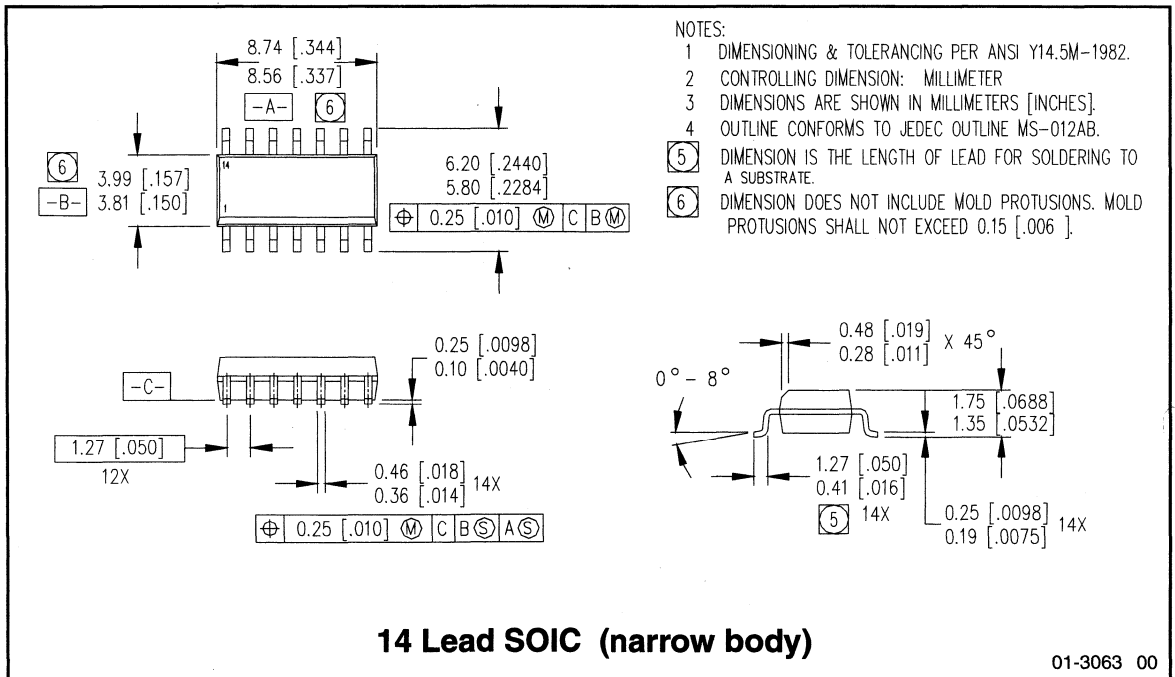 8.74 [.344]
8.56 [.337]
-A- 6
6
3.99 [.157]
3.81 [.150]
-B-
14
1
6.20 [.2440]
5.80 [.2284]
⌖ 0.25 [.010] Ⓜ C B Ⓜ
NOTES:
1 DIMENSIONING & TOLERANCING PER ANSI Y14.5M-1982.
2 CONTROLLING DIMENSION: MILLIMETER
3 DIMENSIONS ARE SHOWN IN MILLIMETERS [INCHES].
4 OUTLINE CONFORMS TO JEDEC OUTLINE MS-012AB.
5 DIMENSION IS THE LENGTH OF LEAD FOR SOLDERING TO
A SUBSTRATE.
6 DIMENSION DOES NOT INCLUDE MOLD PROTUSIONS. MOLD
PROTUSIONS SHALL NOT EXCEED 0.15 [.006 ].
-C-
0.25 [.0098]
0.10 [.0040]
1.27 [.050]
12X
0.46 [.018]
0.36 [.014] 14X
⌖ 0.25 [.010] Ⓜ C B Ⓢ A Ⓢ
0.48 [.019]
0.28 [.011] X 45°
0° - 8°
1.75 [.0688]
1.35 [.0532]
1.27 [.050]
0.41 [.016]
5 14X
0.25 [.0098]
0.19 [.0075] 14X
14 Lead SOIC (narrow body)
01-3063 00